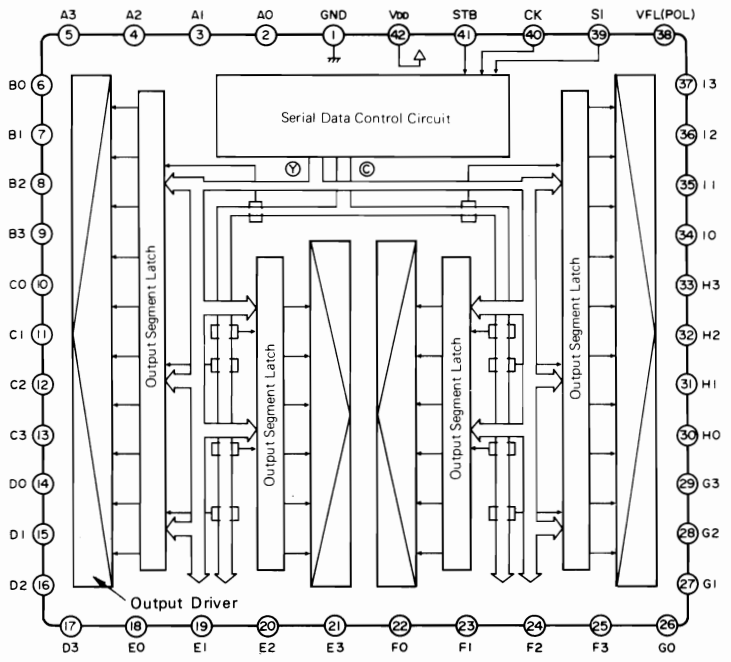 A3 A2 A1 A0 GND VDD STB CK SI VFL(POL)
5 4 3 2 1 42 41 40 39 38
B0 6
B1 7
B2 8
B3 9
C0 10
C1 11
C2 12
C3 13
D0 14
D1 15
D2 16
37 I3
36 I2
35 I1
34 I0
33 H3
32 H2
31 H1
30 H0
29 G3
28 G2
27 G1
Serial Data Control Circuit
Y C
Output Segment Latch
Output Segment Latch
Output Segment Latch
Output Segment Latch
Output Driver
17 18 19 20 21 22 23 24 25 26
D3 E0 E1 E2 E3 F0 F1 F2 F3 G0